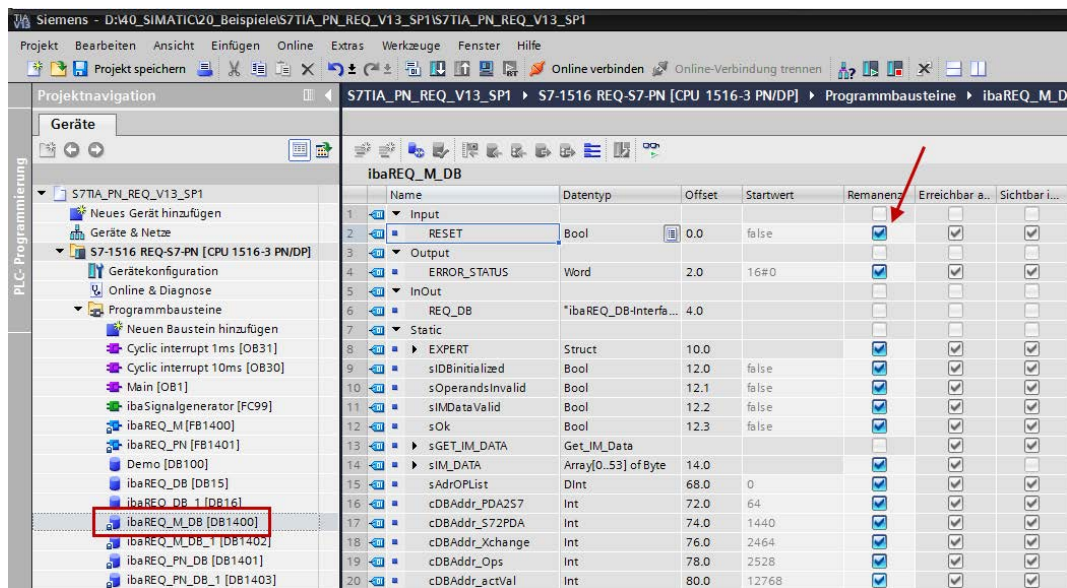 Siemens - D:\40_SIMATIC\20_Beispiele\S7TIA_PN_REQ_V13_SP1\S7TIA_PN_REQ_V13_SP1
Projekt Bearbeiten Ansicht Einfügen Online Extras Werkzeuge Fenster Hilfe
Projekt speichern Online verbinden Online-Verbindung trennen
Projektnavigation
S7TIA_PN_REQ_V13_SP1 ▸ S7-1516 REQ-S7-PN [CPU 1516-3 PN/DP] ▸ Programmbausteine ▸ ibaREQ_M_D
Geräte
PLC-Programmierung
S7TIA_PN_REQ_V13_SP1
Neues Gerät hinzufügen
Geräte & Netze
S7-1516 REQ-S7-PN [CPU 1516-3 PN/DP]
Gerätekonfiguration
Online & Diagnose
Programmbausteine
Neuen Baustein hinzufügen
Cyclic interrupt 1ms [OB31]
Cyclic interrupt 10ms [OB30]
Main [OB1]
ibaSignalgenerator [FC99]
ibaREQ_M [FB1400]
ibaREQ_PN [FB1401]
Demo [DB100]
ibaREQ_DB [DB15]
ibaREQ_DB_1 [DB16]
ibaREQ_M_DB [DB1400]
ibaREQ_M_DB_1 [DB1402]
ibaREQ_PN_DB [DB1401]
ibaREQ_PN_DB_1 [DB1403]
ibaREQ_M_DB
Name Datentyp Offset Startwert Remanenz Erreichbar a... Sichtbar i...
1 Input
2 RESET Bool 0.0 false
3 Output
4 ERROR_STATUS Word 2.0 16#0
5 InOut
6 REQ_DB "ibaREQ_DB-Interfa... 4.0
7 Static
8 EXPERT Struct 10.0
9 sIDBinitialized Bool 12.0 false
10 sOperandsInvalid Bool 12.1 false
11 sIMDataValid Bool 12.2 false
12 sOk Bool 12.3 false
13 sGET_IM_DATA Get_IM_Data
14 sIM_DATA Array[0..53] of Byte 14.0
15 sAdrOPList DInt 68.0 0
16 cDBAddr_PDA2S7 Int 72.0 64
17 cDBAddr_S72PDA Int 74.0 1440
18 cDBAddr_Xchange Int 76.0 2464
19 cDBAddr_Ops Int 78.0 2528
20 cDBAddr_actVal Int 80.0 12768